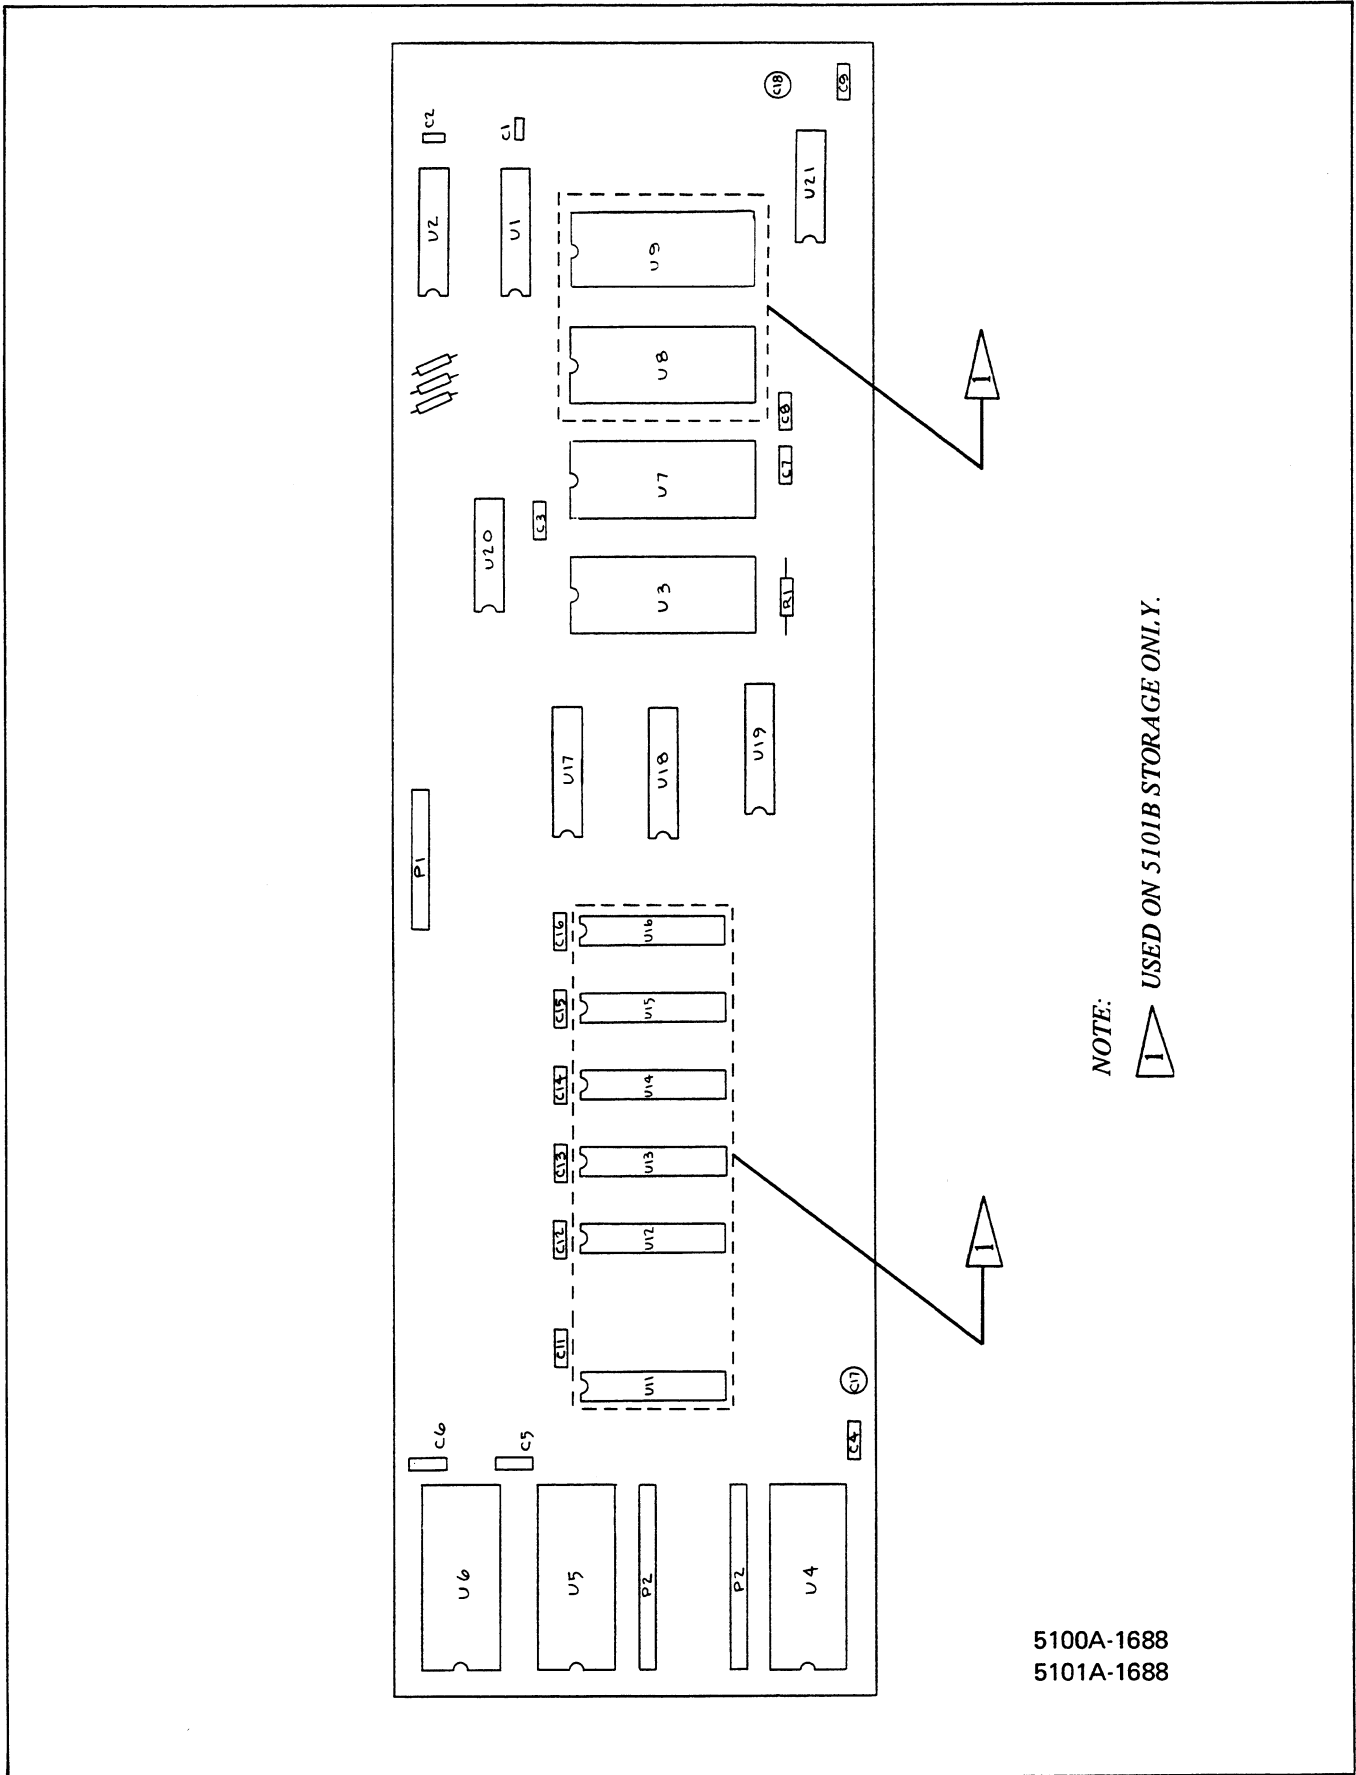 C18
C9
C2
C1
U2
U1
U21
U9
U8
C8
U7
C7
C3
U20
U3
R1
1
U17
U18
U19
P1
C16
U16
C15
U15
C14
U14
C13
U13
C12
U12
C11
U11
C17
C6
C5
C4
1
U6
U5
P2
P2
U4
NOTE:
1 USED ON 5101B STORAGE ONLY.
5100A-1688
5101A-1688